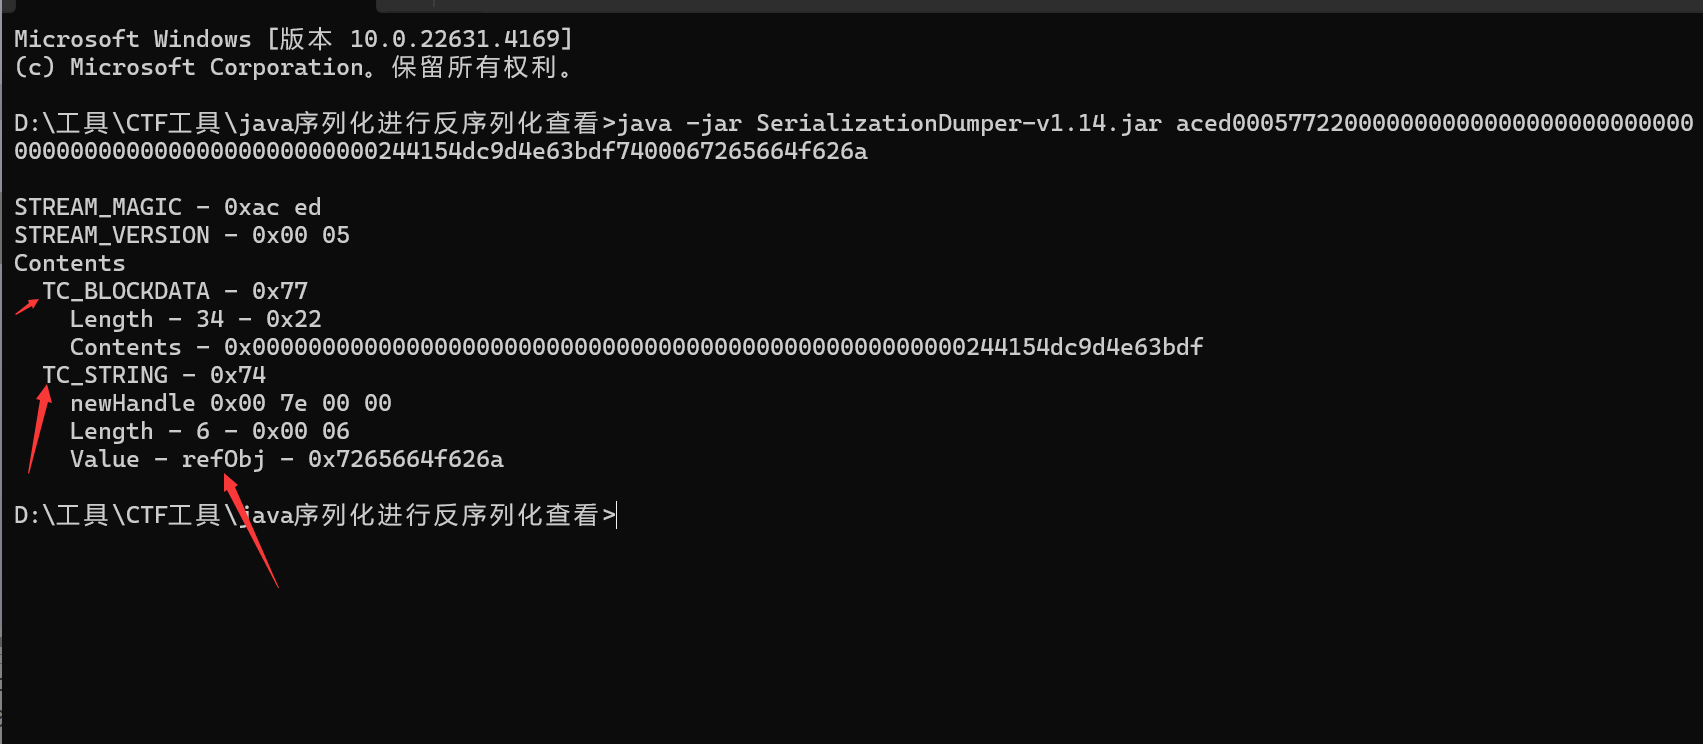 Microsoft Windows [版本 10.0.22631.4169]
(c) Microsoft Corporation。保留所有权利。
D:\工具\CTF工具\java序列化进行反序列化查看>java -jar SerializationDumper-v1.14.jar aced000577220000000000000000000000000
00000000000000000000000000244154dc9d4e63bdf7400067265664f626a
STREAM_MAGIC - 0xac ed
STREAM_VERSION - 0x00 05
Contents
TC_BLOCKDATA - 0x77
Length - 34 - 0x22
Contents - 0x000000000000000000000000000000000000000000000000000244154dc9d4e63bdf
TC_STRING - 0x74
newHandle 0x00 7e 00 00
Length - 6 - 0x00 06
Value - refObj - 0x7265664f626a
D:\工具\CTF工具\java序列化进行反序列化查看>